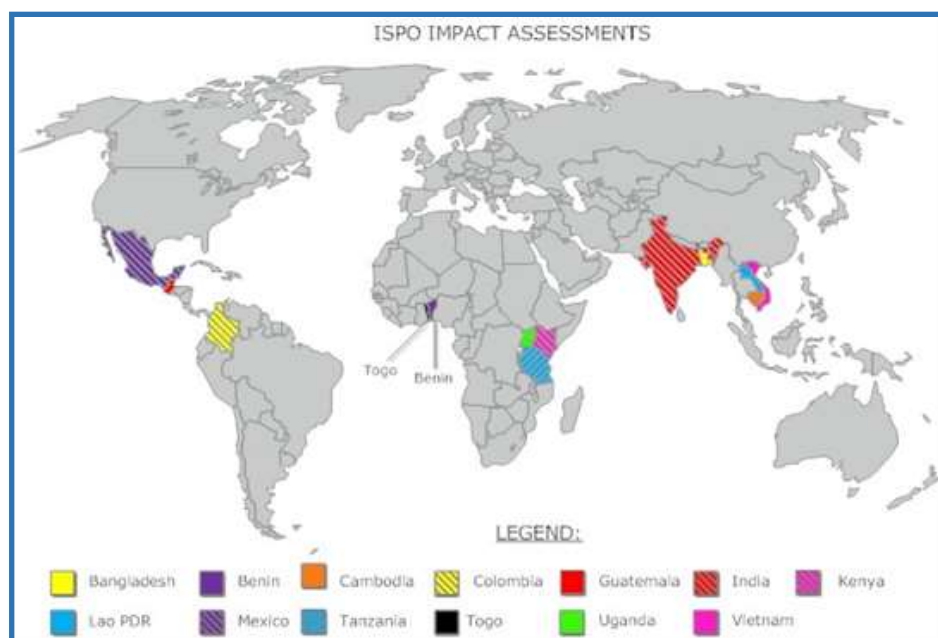 ISPO IMPACT ASSESSMENTS
Togo
Benin
LEGEND:
Bangladesh Benin Cambodia Colombia Guatemala India Kenya
Lao PDR Mexico Tanzania Togo Uganda Vietnam